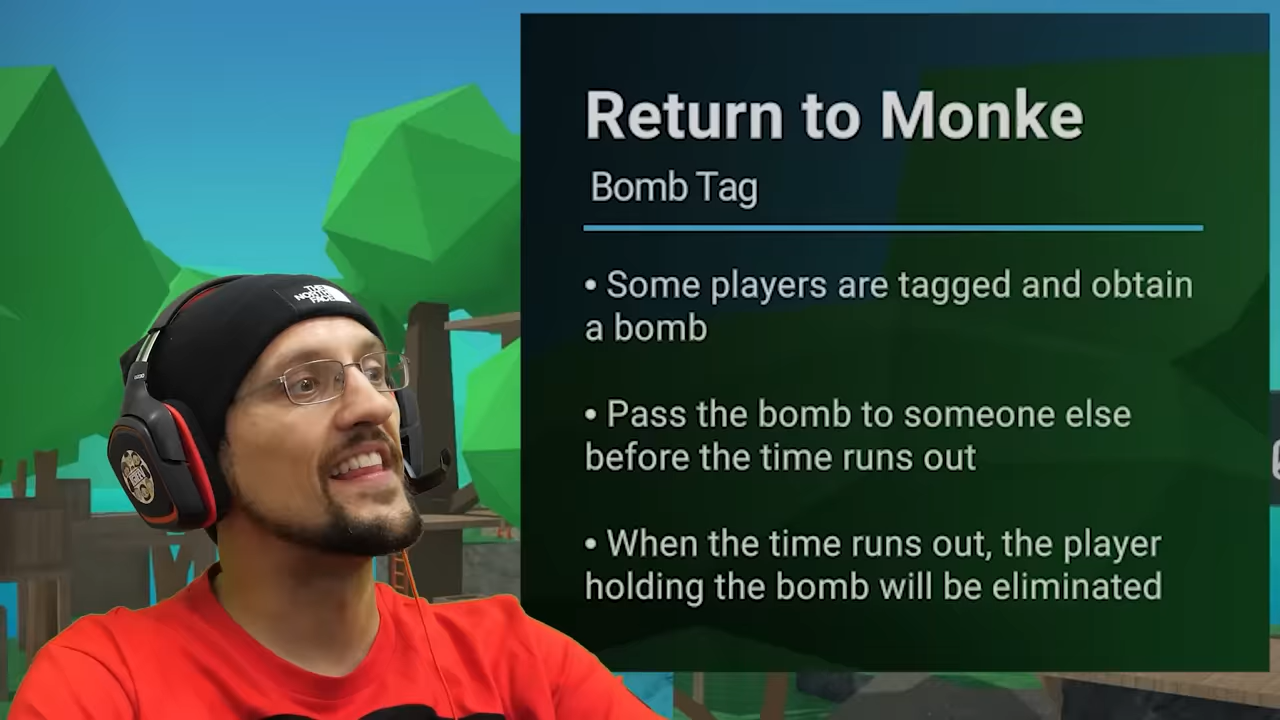 Return to Monke
Bomb Tag
• Some players are tagged and obtain
a bomb
• Pass the bomb to someone else
before the time runs out
• When the time runs out, the player
holding the bomb will be eliminated
THE
NORTH
FACE